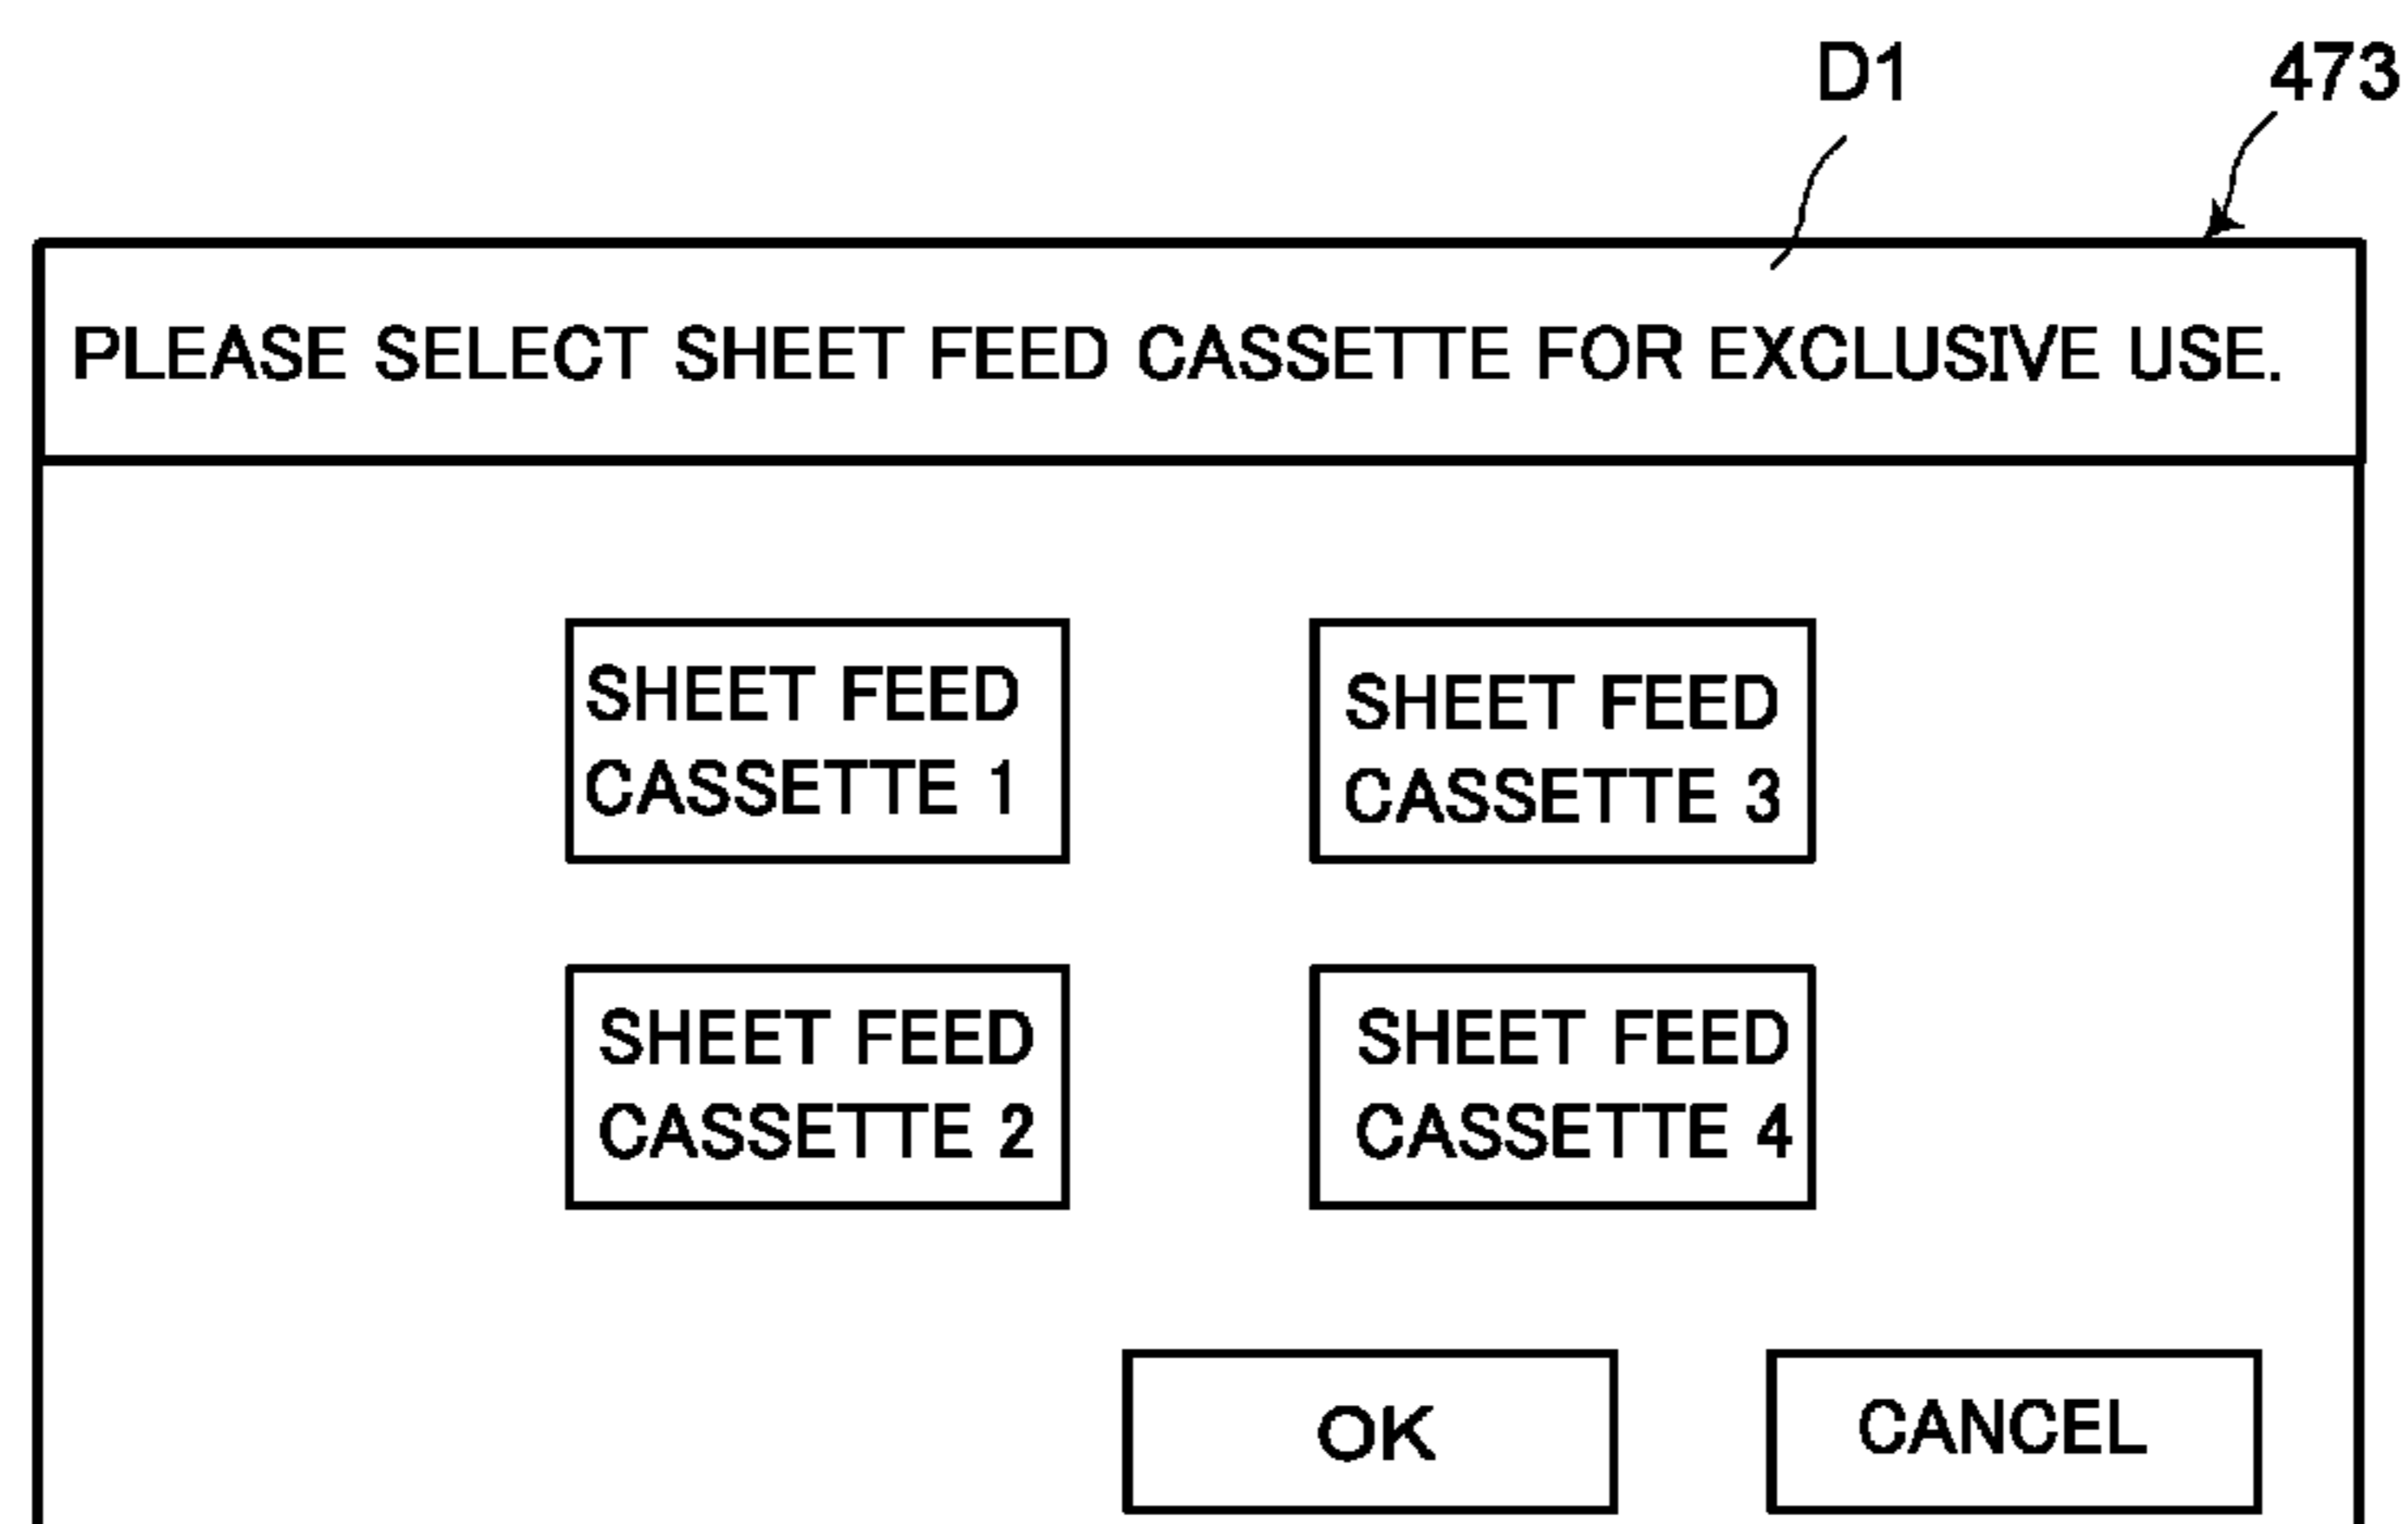 D1
473
PLEASE SELECT SHEET FEED CASSETTE FOR EXCLUSIVE USE.
SHEET FEED
CASSETTE 1
SHEET FEED
CASSETTE 3
SHEET FEED
CASSETTE 2
SHEET FEED
CASSETTE 4
OK
CANCEL